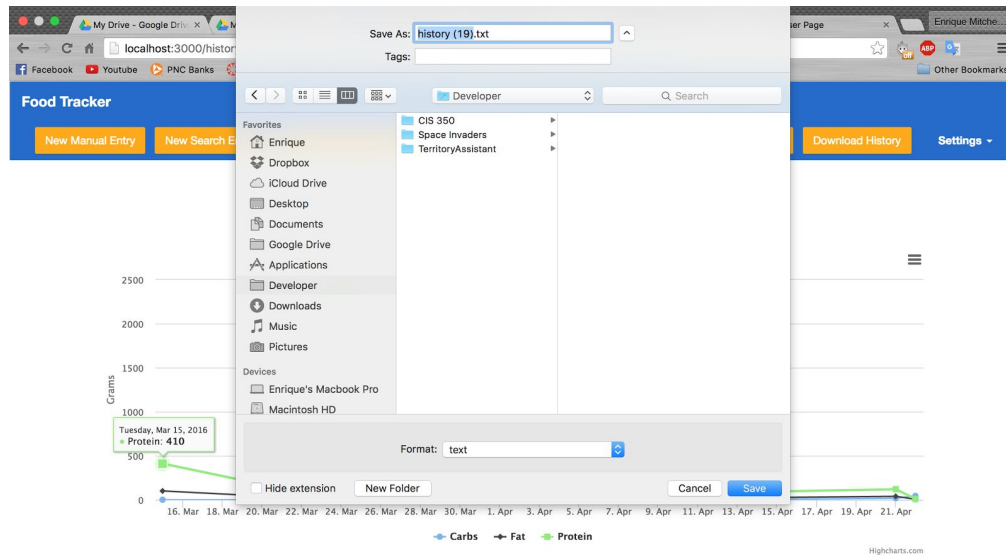 My Drive - Google Driv
M
ser Page
Enrique Mitche...
localhost:3000/histor
ABP
off
Facebook
Youtube
PNC Banks
Other Bookmarks
Save As: history (19).txt
Tags:
Developer
Search
Food Tracker
New Manual Entry
New Search E
Download History
Settings
Favorites
Enrique
Dropbox
iCloud Drive
Desktop
Documents
Google Drive
Applications
Developer
Downloads
Music
Pictures
Devices
Enrique's Macbook Pro
Macintosh HD
CIS 350
Space Invaders
TerritoryAssistant
Format: text
Hide extension
New Folder
Cancel
Save
Grams
2500
2000
1500
1000
500
0
Tuesday, Mar 15, 2016
Protein: 410
16. Mar 18. Mar 20. Mar 22. Mar 24. Mar 26. Mar 28. Mar 30. Mar 1. Apr 3. Apr 5. Apr 7. Apr 9. Apr 11. Apr 13. Apr 15. Apr 17. Apr 19. Apr 21. Apr
Carbs Fat Protein
Highcharts.com